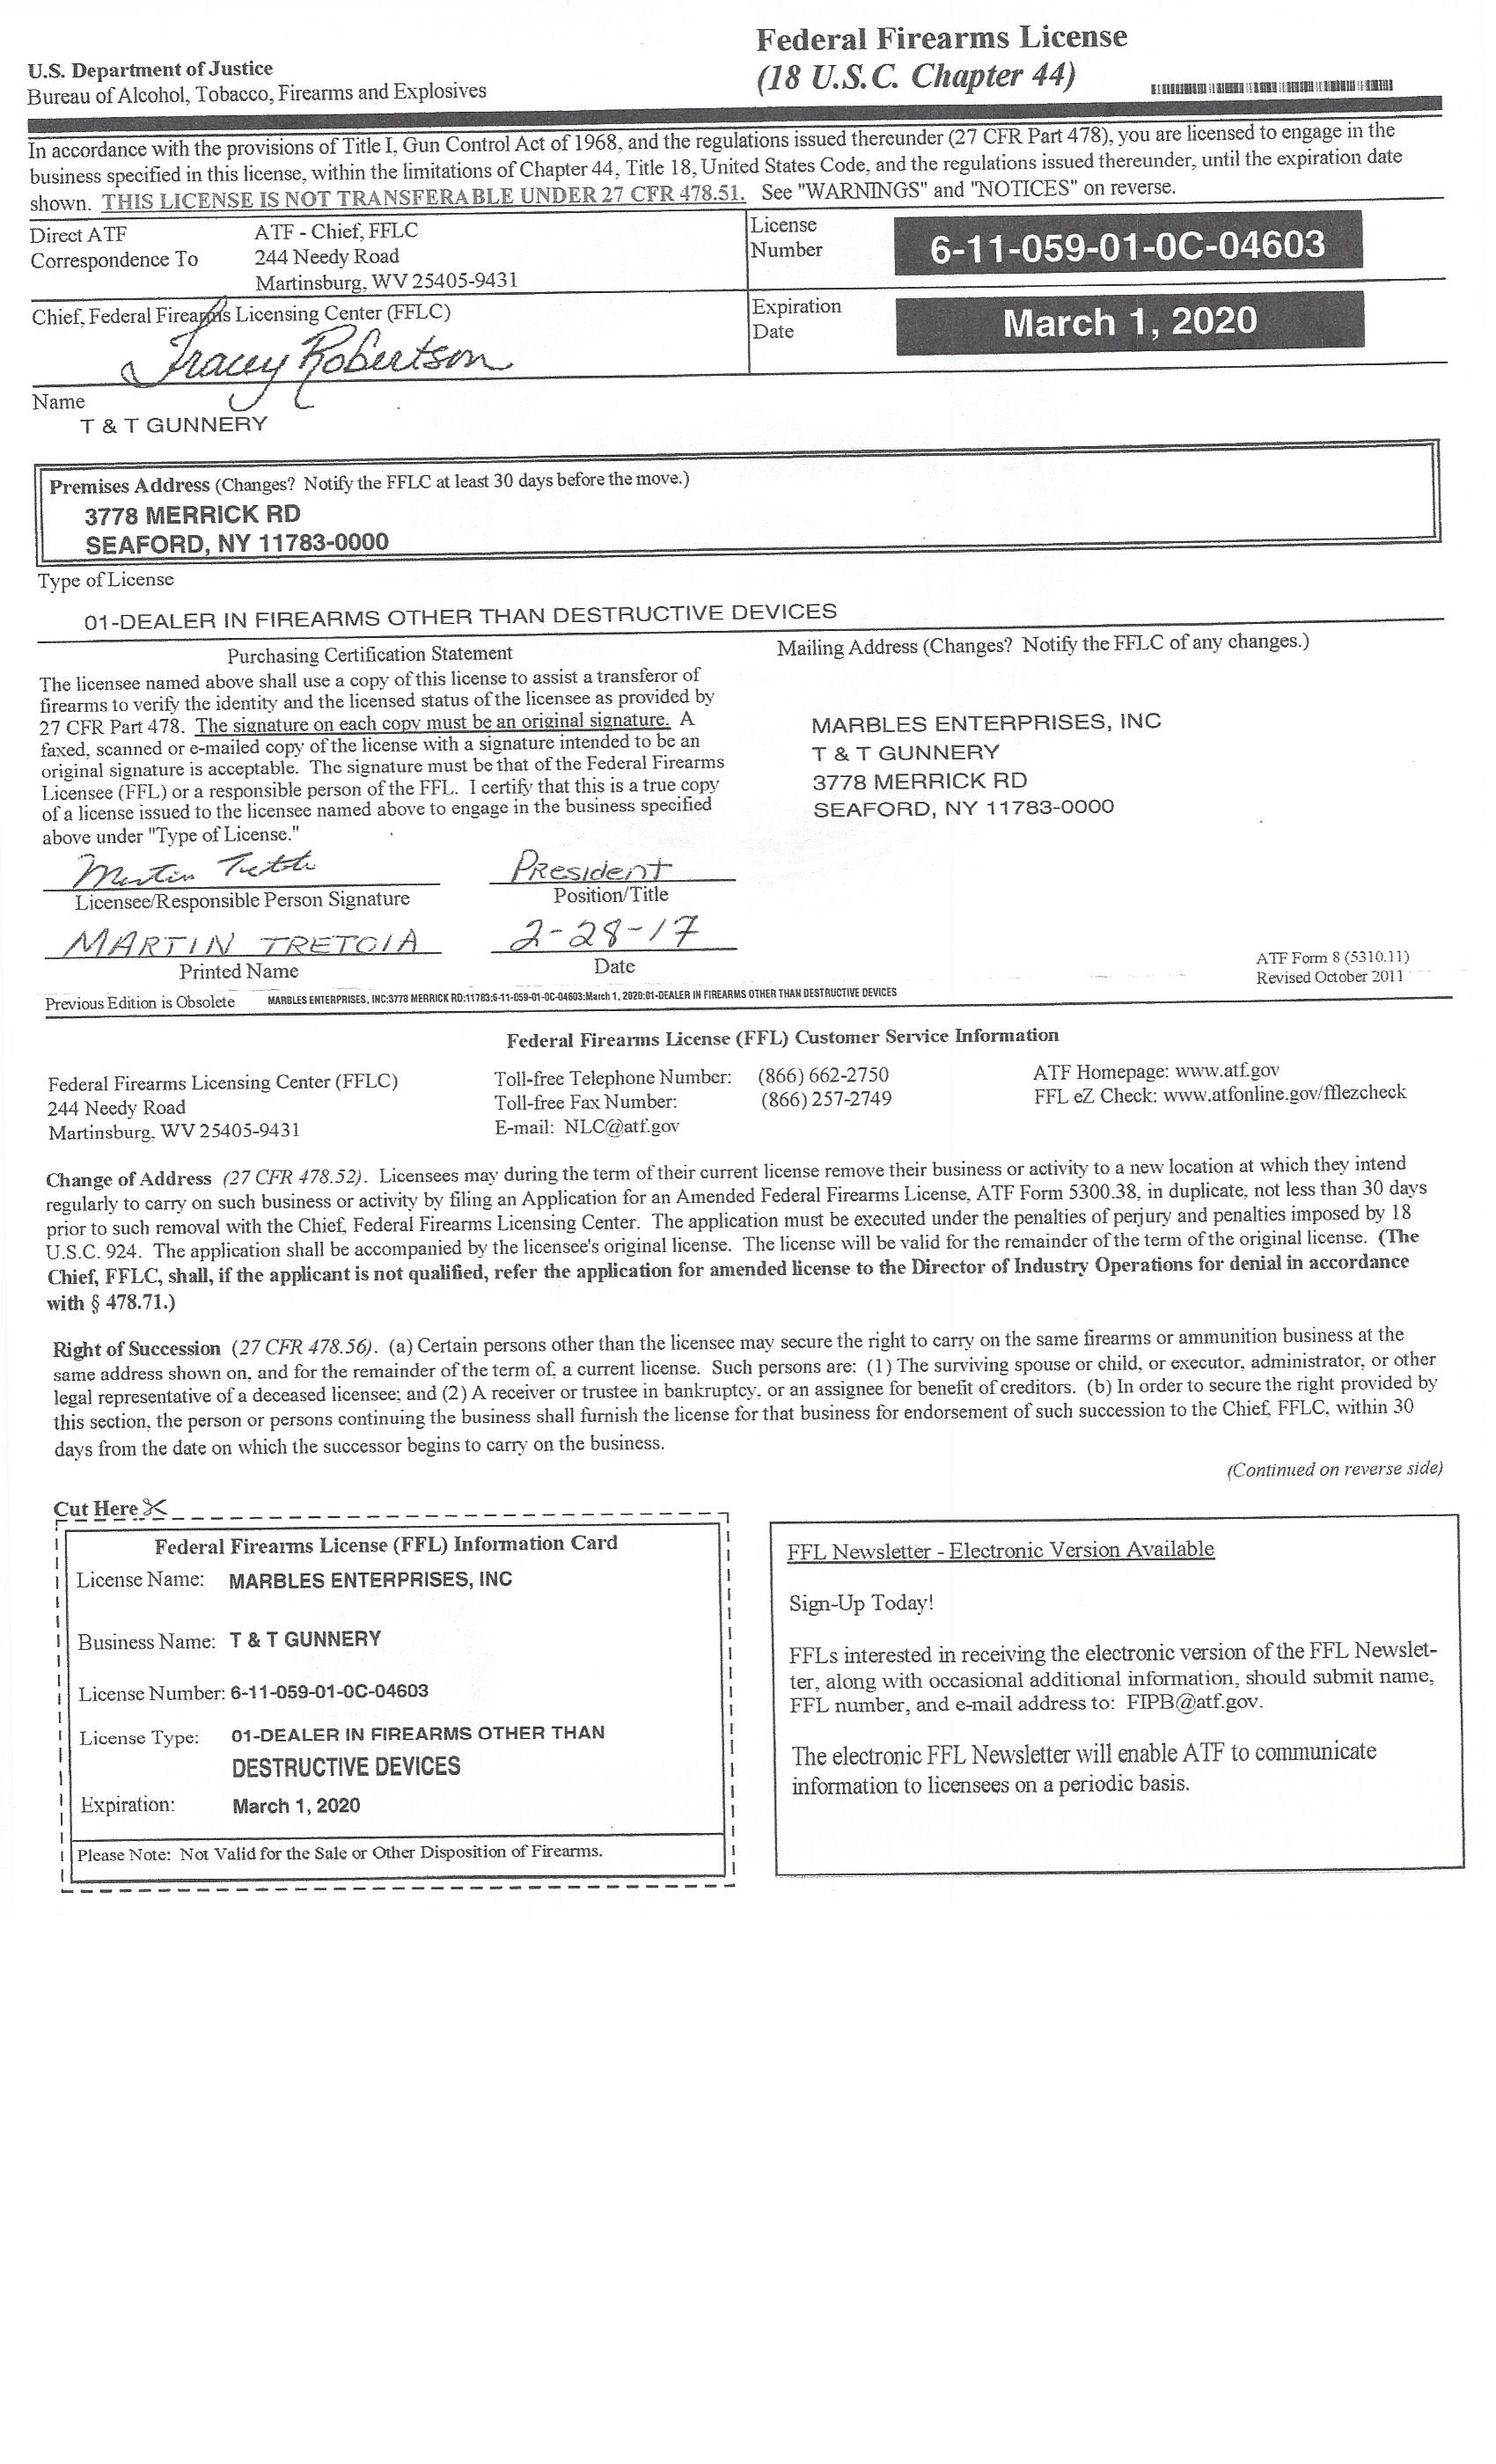 U.S. Department of Justice
Bureau of Alcohol, Tobacco, Firearms and Explosives
Federal Firearms License
(18 U.S.C. Chapter 44)
In accordance with the provisions of Title I, Gun Control Act of 1968, and the regulations issued thereunder (27 CFR Part 478), you are licensed to engage in the
business specified in this license, within the limitations of Chapter 44, Title 18, United States Code, and the regulations issued thereunder, until the expiration date
shown. THIS LICENSE IS NOT TRANSFERABLE UNDER 27 CFR 478.51. See "WARNINGS" and "NOTICES" on reverse.
Direct ATF
Correspondence To
ATF - Chief, FFLC
244 Needy Road
Martinsburg, WV 25405-9431
License
Number
6-11-059-01-0C-04603
Chief, Federal Firearms Licensing Center (FFLC)
Tracey Robertson
Expiration
Date
March 1, 2020
Name
T & T GUNNERY
Premises Address (Changes? Notify the FFLC at least 30 days before the move.)
3778 MERRICK RD
SEAFORD, NY 11783-0000
Type of License
01-DEALER IN FIREARMS OTHER THAN DESTRUCTIVE DEVICES
Purchasing Certification Statement
The licensee named above shall use a copy of this license to assist a transferor of
firearms to verify the identity and the licensed status of the licensee as provided by
27 CFR Part 478. The signature on each copy must be an original signature. A
faxed, scanned or e-mailed copy of the license with a signature intended to be an
original signature is acceptable. The signature must be that of the Federal Firearms
Licensee (FFL) or a responsible person of the FFL. I certify that this is a true copy
of a license issued to the licensee named above to engage in the business specified
above under "Type of License."
Mailing Address (Changes? Notify the FFLC of any changes.)
MARBLES ENTERPRISES, INC
T & T GUNNERY
3778 MERRICK RD
SEAFORD, NY 11783-0000
Martin
President
Licensee/Responsible Person Signature
Position/Title
MARTIN TRETOIA
2-28-17
Printed Name
Date
ATF Form 8 (5310.11)
Revised October 2011
Previous Edition is Obsolete
MARBLES ENTERPRISES, INC:3778 MERRICK RD:11783:6-11-059-01-0C-04603:March 1, 2020:01-DEALER IN FIREARMS OTHER THAN DESTRUCTIVE DEVICES
Federal Firearms License (FFL) Customer Service Information
Federal Firearms Licensing Center (FFLC)
244 Needy Road
Martinsburg, WV 25405-9431
Toll-free Telephone Number: (866) 662-2750
Toll-free Fax Number: (866) 257-2749
E-mail: NLC@atf.gov
ATF Homepage: www.atf.gov
FFL eZ Check: www.atfonline.gov/fflezcheck
Change of Address (27 CFR 478.52). Licensees may during the term of their current license remove their business or activity to a new location at which they intend
regularly to carry on such business or activity by filing an Application for an Amended Federal Firearms License, ATF Form 5300.38, in duplicate, not less than 30 days
prior to such removal with the Chief, Federal Firearms Licensing Center. The application must be executed under the penalties of perjury and penalties imposed by 18
U.S.C. 924. The application shall be accompanied by the licensee's original license. The license will be valid for the remainder of the term of the original license. (The
Chief, FFLC, shall, if the applicant is not qualified, refer the application for amended license to the Director of Industry Operations for denial in accordance
with § 478.71.)
Right of Succession (27 CFR 478.56). (a) Certain persons other than the licensee may secure the right to carry on the same firearms or ammunition business at the
same address shown on, and for the remainder of the term of, a current license. Such persons are: (1) The surviving spouse or child, or executor, administrator, or other
legal representative of a deceased licensee; and (2) A receiver or trustee in bankruptcy, or an assignee for benefit of creditors. (b) In order to secure the right provided by
this section, the person or persons continuing the business shall furnish the license for that business for endorsement of such succession to the Chief, FFLC, within 30
days from the date on which the successor begins to carry on the business.
(Continued on reverse side)
Cut Here
Federal Firearms License (FFL) Information Card
License Name: MARBLES ENTERPRISES, INC
Business Name: T & T GUNNERY
License Number: 6-11-059-01-0C-04603
License Type: 01-DEALER IN FIREARMS OTHER THAN
DESTRUCTIVE DEVICES
Expiration: March 1, 2020
Please Note: Not Valid for the Sale or Other Disposition of Firearms.
FFL Newsletter - Electronic Version Available
Sign-Up Today!
FFLs interested in receiving the electronic version of the FFL Newslet-
ter, along with occasional additional information, should submit name,
FFL number, and e-mail address to: FIPB@atf.gov.
The electronic FFL Newsletter will enable ATF to communicate
information to licensees on a periodic basis.